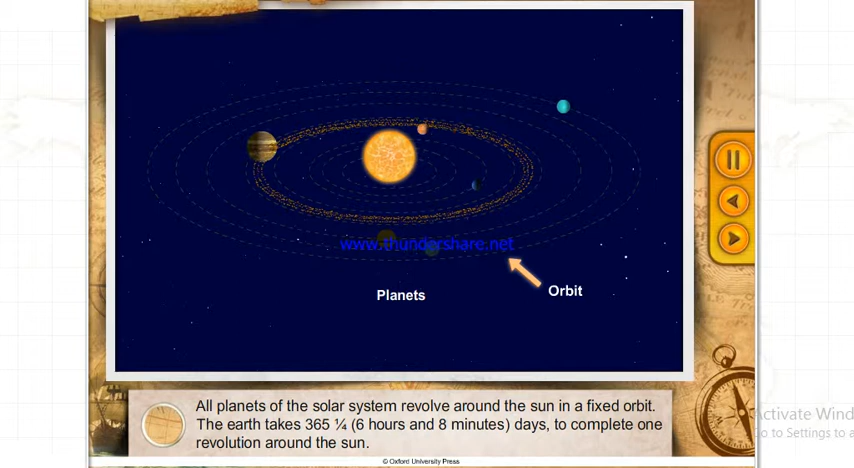 www.thundershare.net
Orbit
Planets
All planets of the solar system revolve around the sun in a fixed orbit.
The earth takes 365 ¼ (6 hours and 8 minutes) days, to complete one
revolution around the sun.
© Oxford University Press
Activate Wind
Go to Settings to a